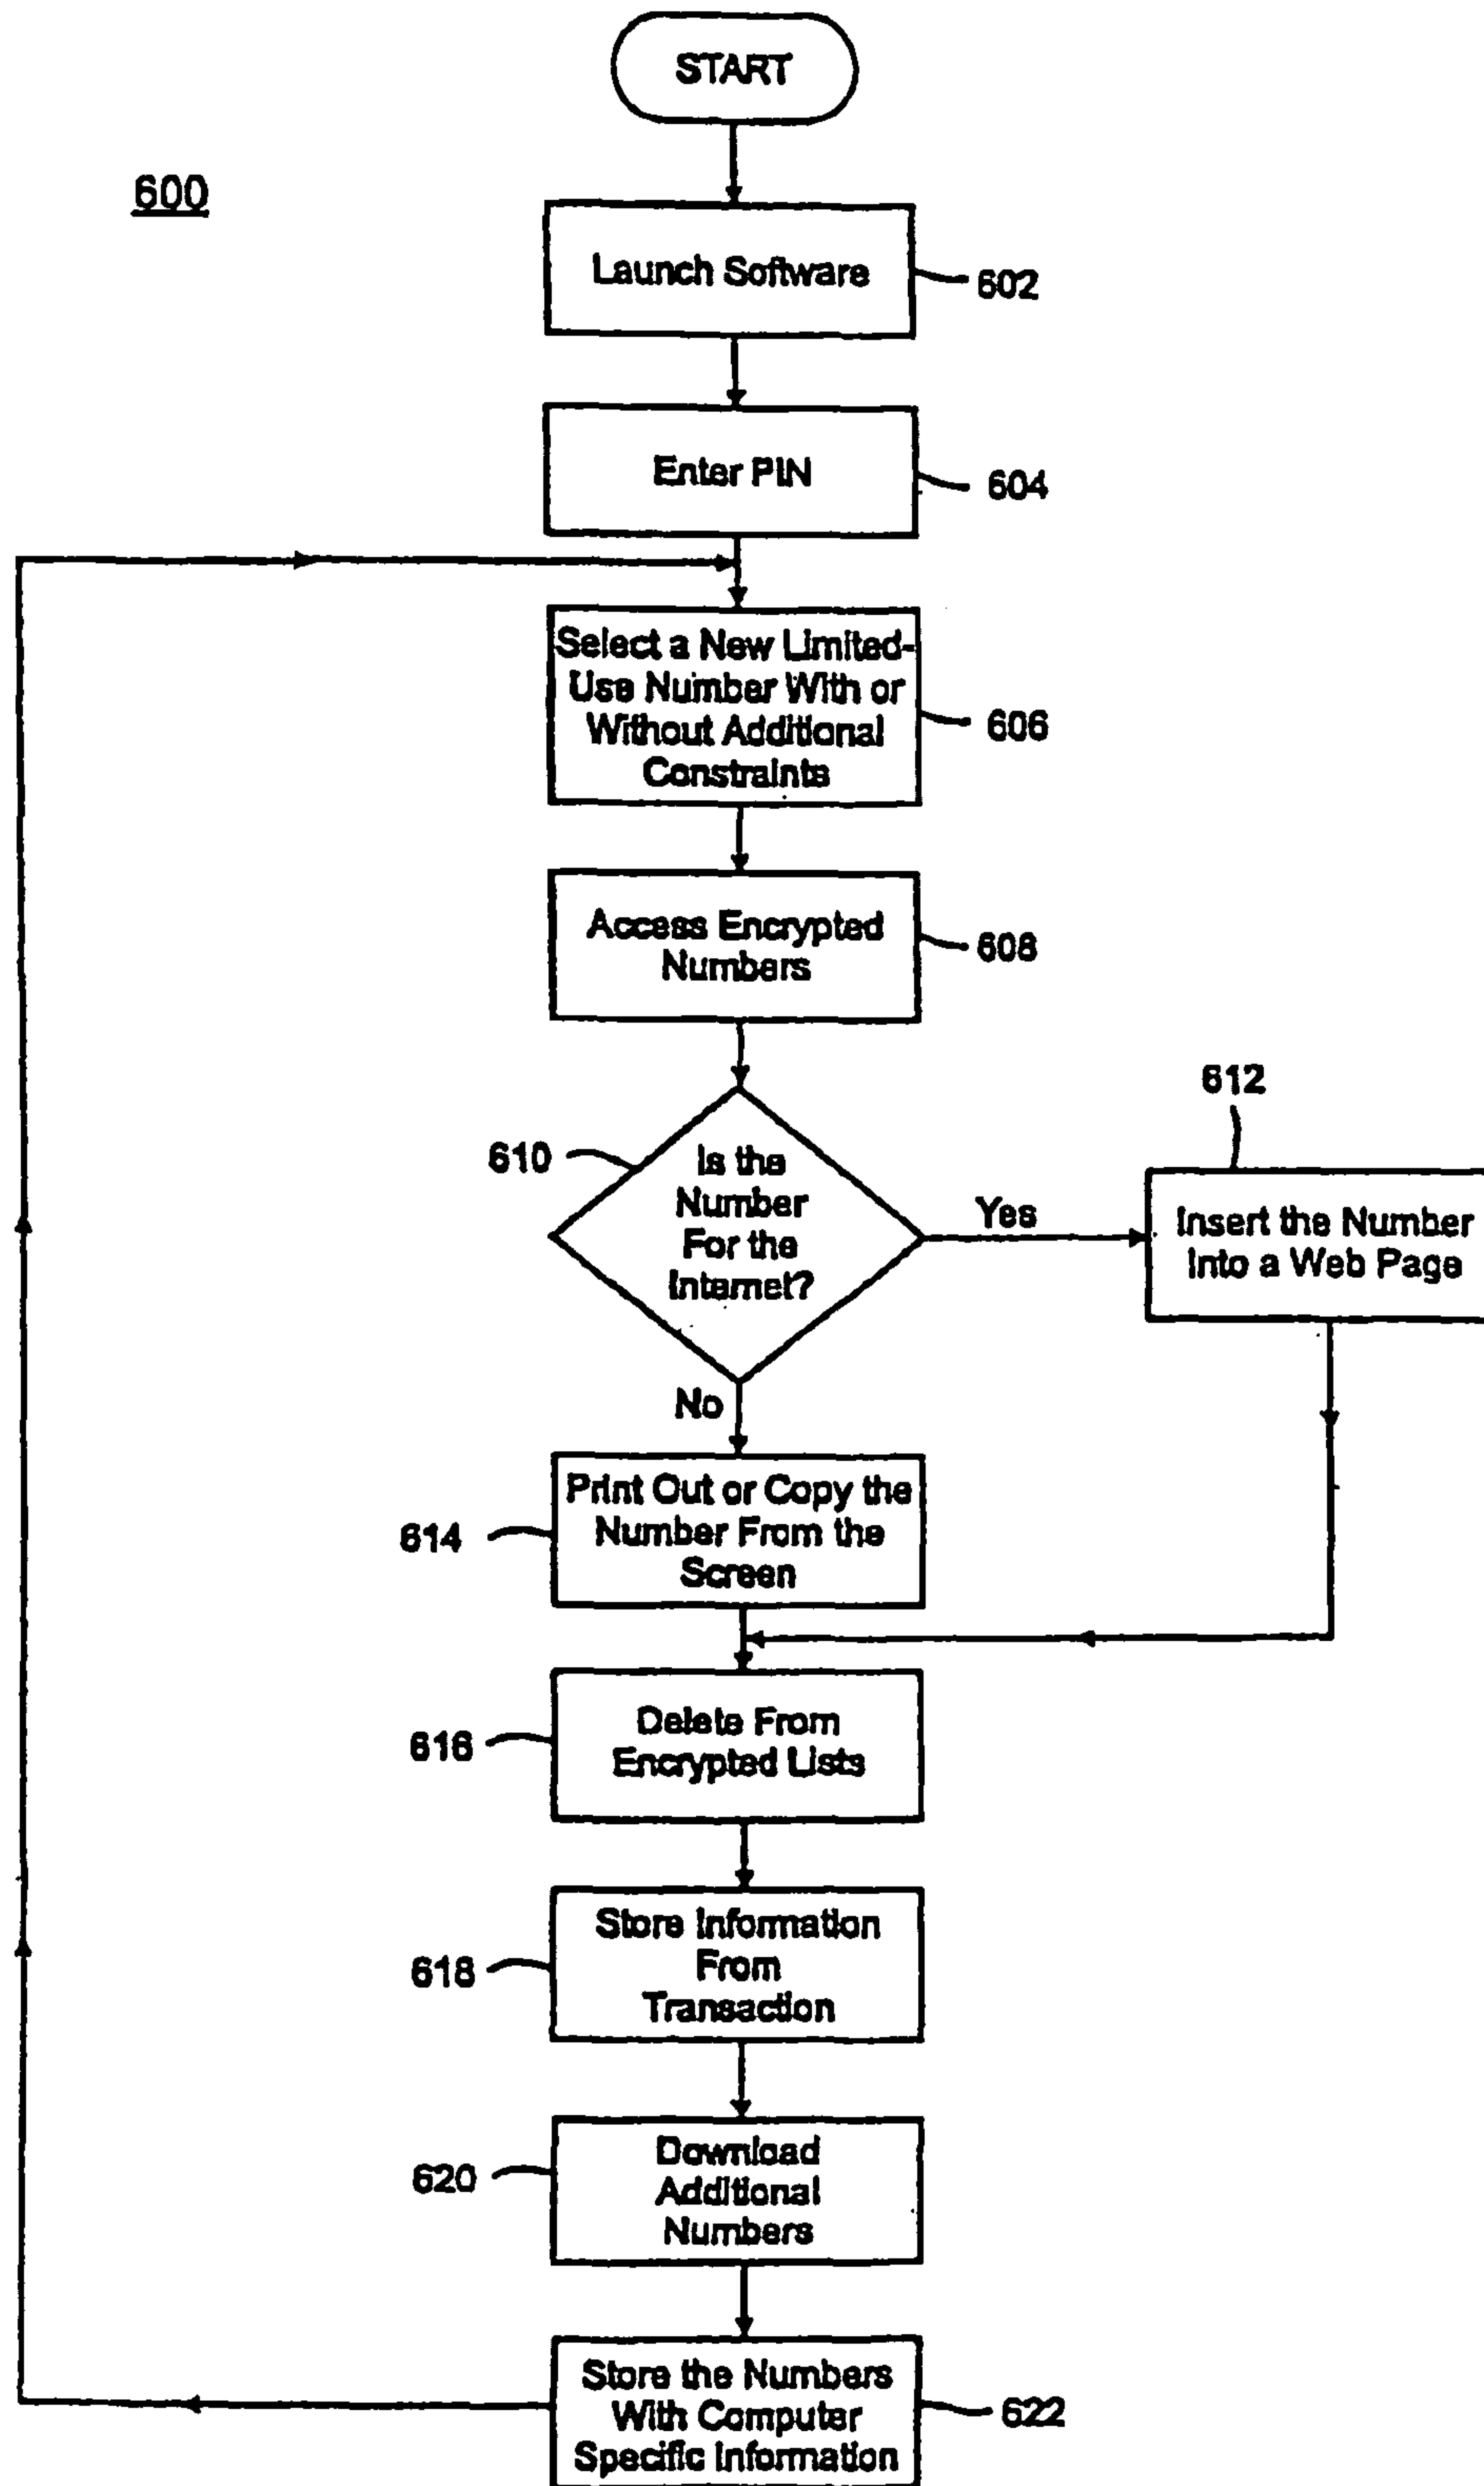 START
600
Launch Software
602
Enter PIN
604
Select a New Limited-
Use Number With or
Without Additional
Constraints
606
Access Encrypted
Numbers
608
610
Is the
Number
For the
Internet?
Yes
612
Insert the Number
Into a Web Page
No
Print Out or Copy the
Number From the
Screen
614
Delete From
Encrypted Lists
616
Store Information
From
Transaction
618
Download
Additional
Numbers
620
Store the Numbers
With Computer
Specific Information
622